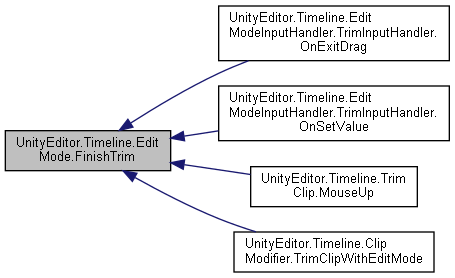 UnityEditor.Timeline.Edit
ModeInputHandler.TrimInputHandler.
OnExitDrag
UnityEditor.Timeline.Edit
ModeInputHandler.TrimInputHandler.
OnSetValue
UnityEditor.Timeline.Edit
Mode.FinishTrim
UnityEditor.Timeline.Trim
Clip.MouseUp
UnityEditor.Timeline.Clip
Modifier.TrimClipWithEditMode